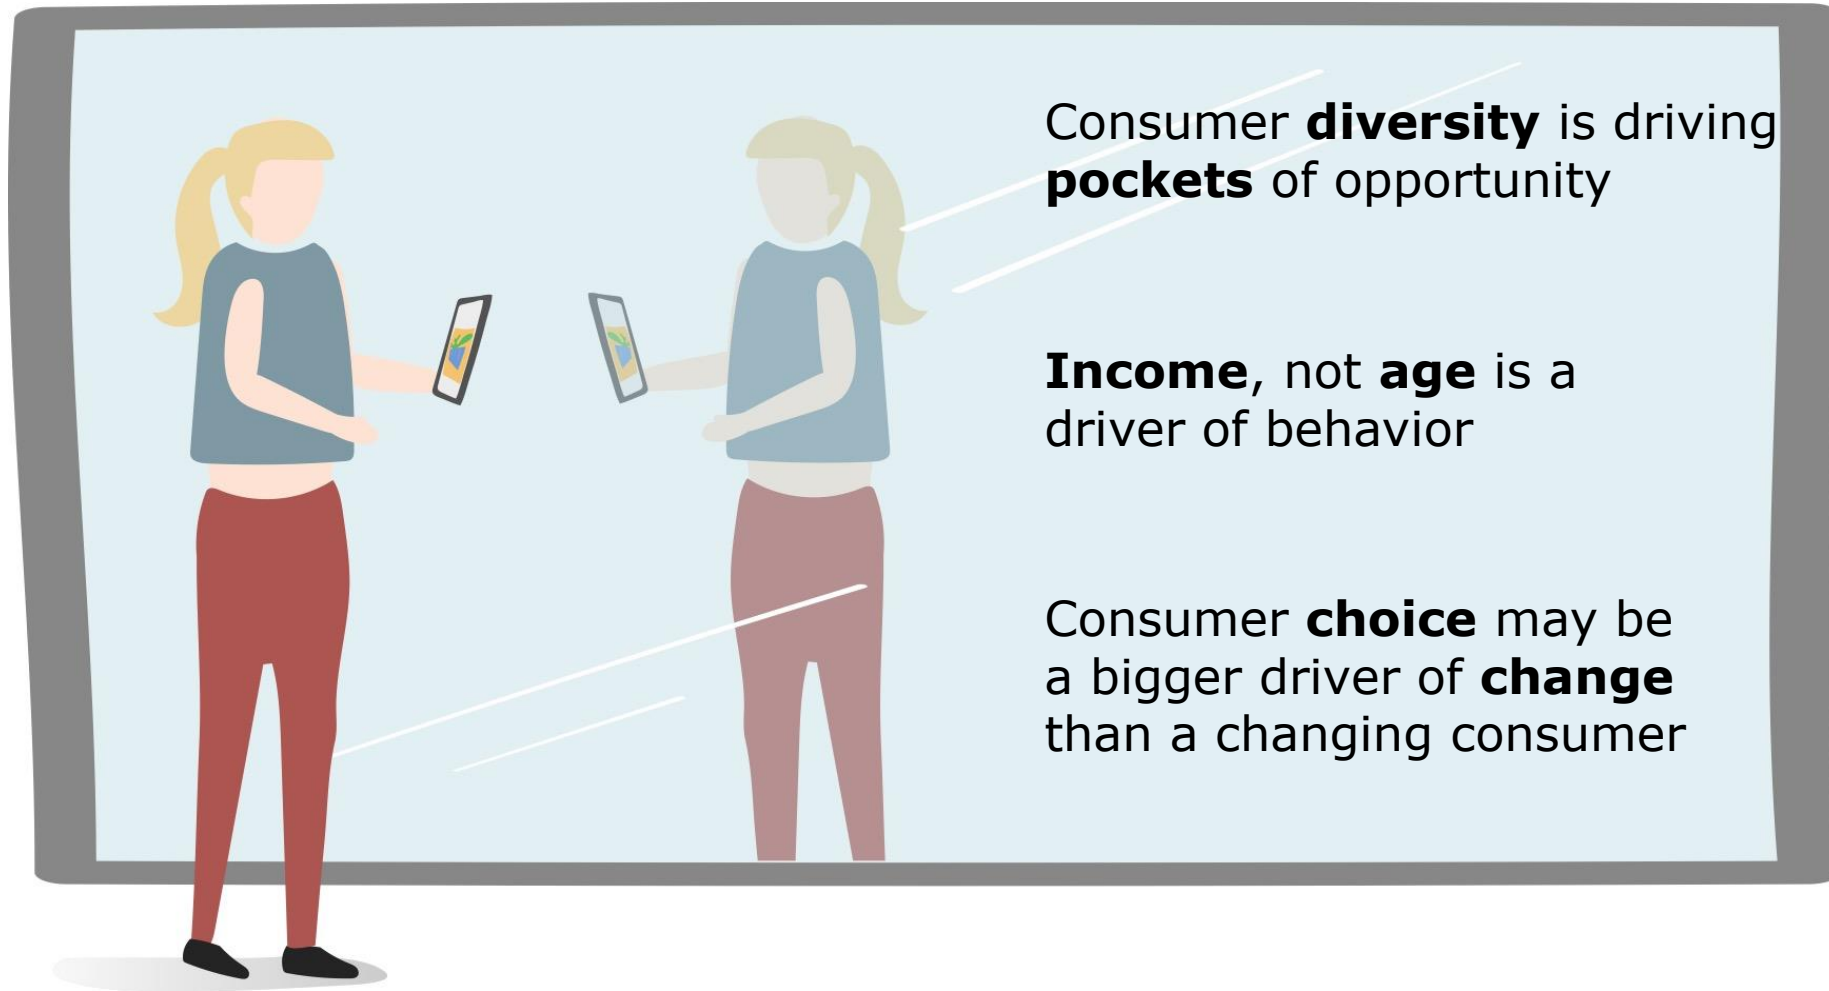 Consumer diversity is driving
pockets of opportunity
Income, not age is a
driver of behavior
Consumer choice may be
a bigger driver of change
than a changing consumer